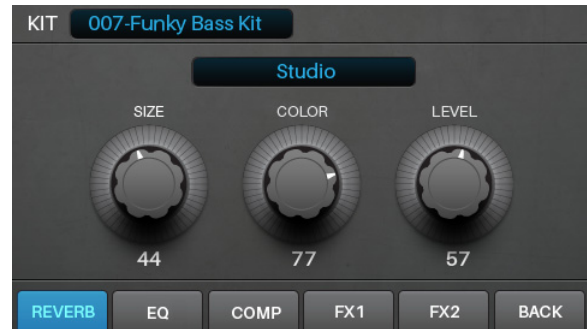 KIT 007-Funky Bass Kit
Studio
SIZE COLOR LEVEL
44 77 57
REVERB EQ COMP FX1 FX2 BACK